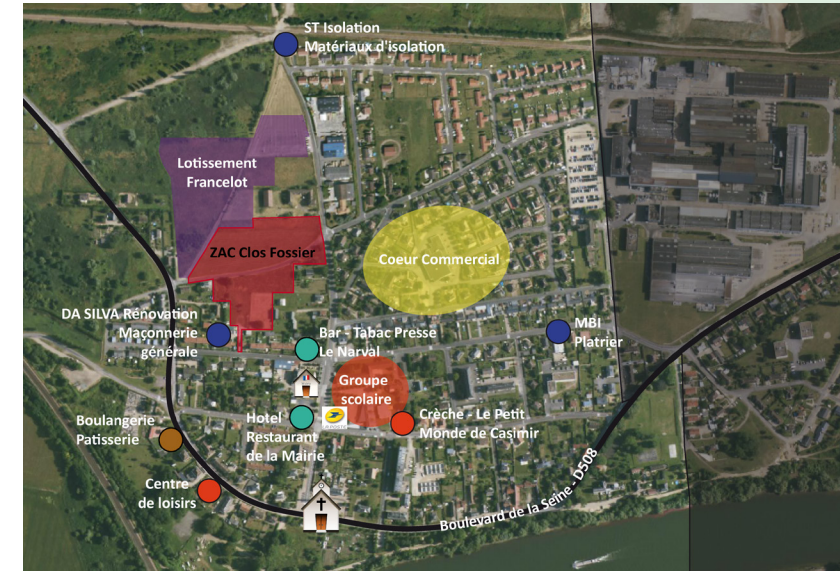 ST Isolation
Matériaux d'isolation
Lotissement
Francelot
ZAC Clos Fossier
Coeur Commercial
DA SILVA Rénovation
Maçonnerie
générale
Bar - Tabac Presse
Le Narval
MBI
Platrier
Groupe
scolaire
Boulangerie
Patisserie
Hotel
Restaurant
de la Mairie
LA POSTE
Crèche - Le Petit
Monde de Casimir
Centre
de loisirs
Boulevard de la Seine - D508